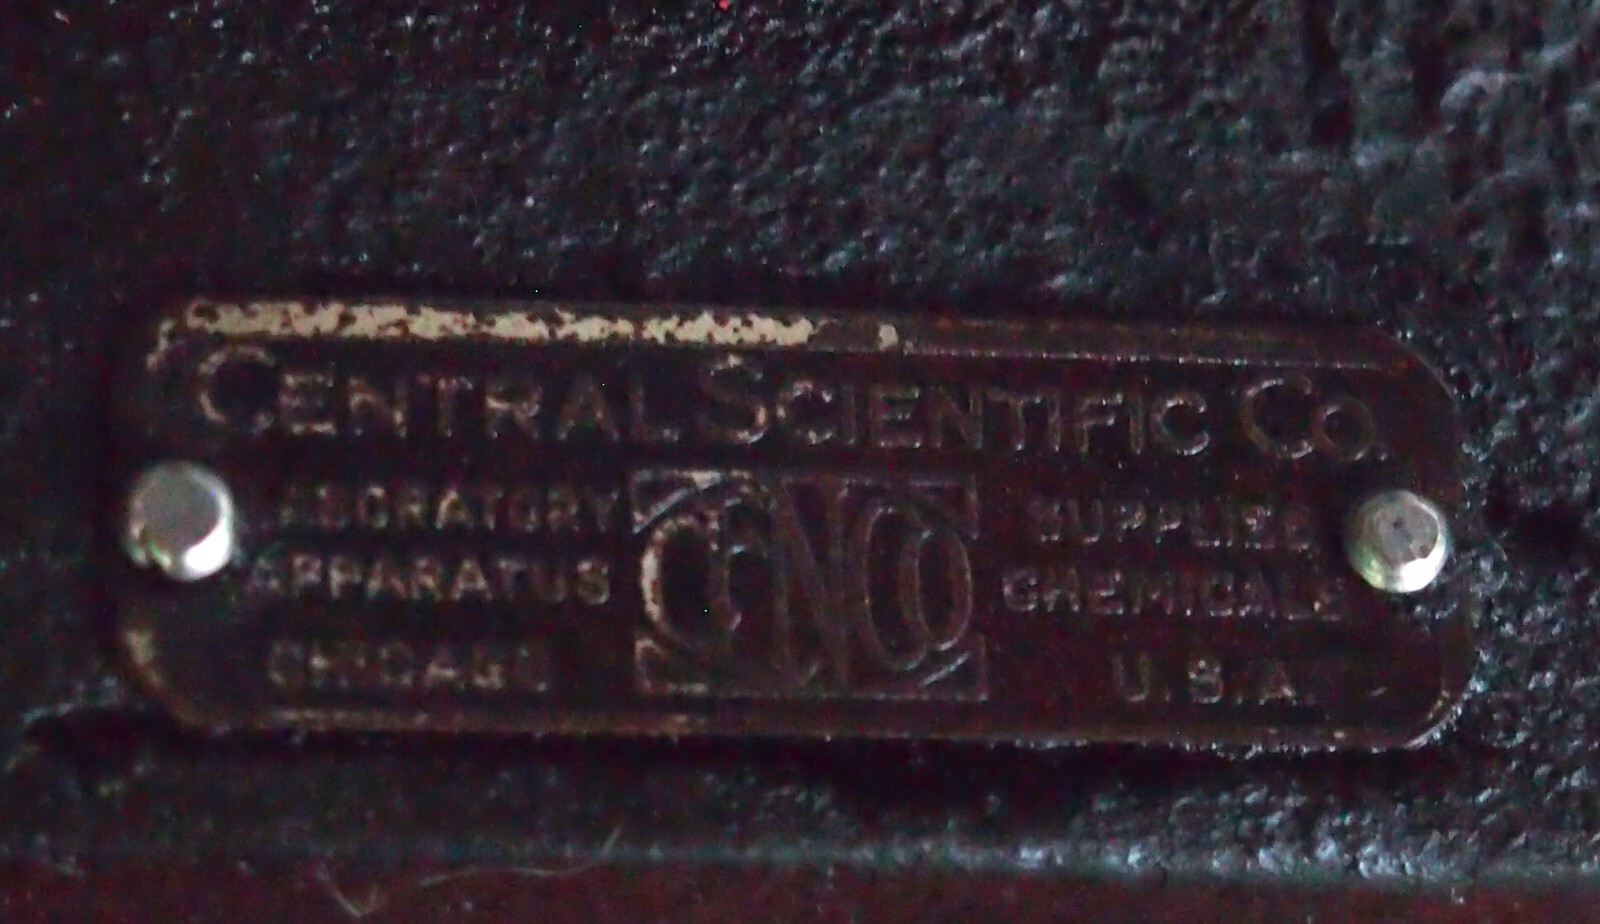 CENTRAL SCIENTIFIC CO.
LABORATORY CENCO SUPPLIES
APPARATUS CHEMICALS
CHICAGO U.S.A.